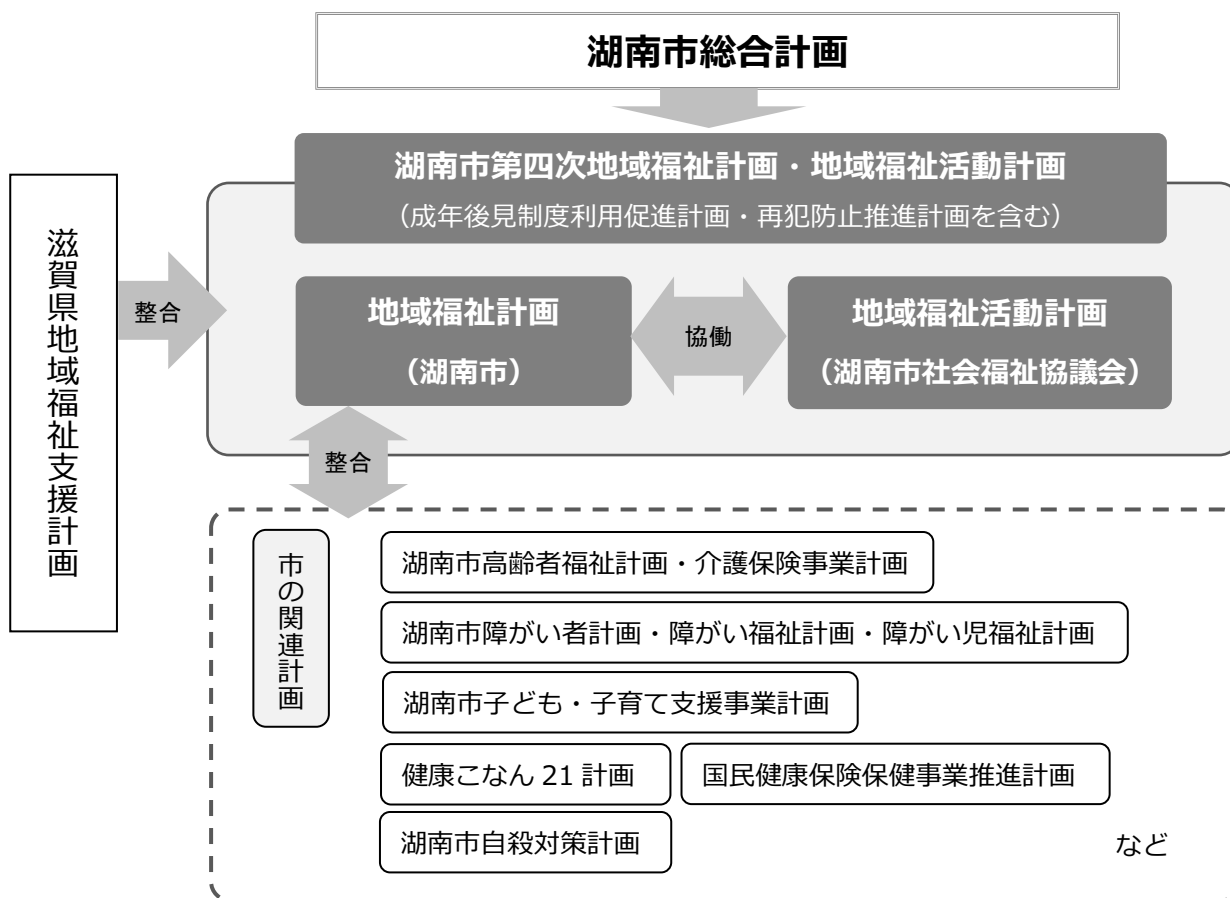 湖南市総合計画
湖南市第四次地域福祉計画・地域福祉活動計画
（成年後見制度利用促進計画・再犯防止推進計画を含む）
滋賀県地域福祉支援計画
整合
地域福祉計画
（湖南市）
協働
地域福祉活動計画
（湖南市社会福祉協議会）
整合
市の関連計画
湖南市高齢者福祉計画・介護保険事業計画
湖南市障がい者計画・障がい福祉計画・障がい児福祉計画
湖南市子ども・子育て支援事業計画
健康こなん 21 計画
国民健康保険保健事業推進計画
湖南市自殺対策計画
など